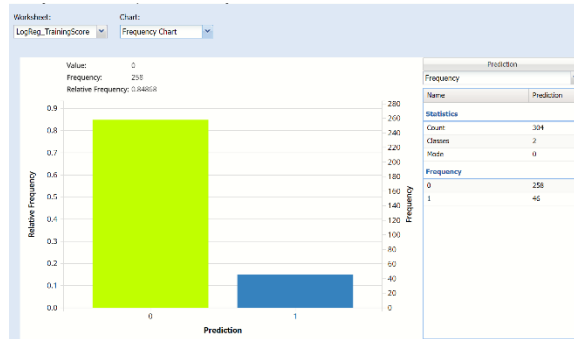 Worksheet: Chart:
LogReg_TrainingScore Frequency Chart
Value: 0
Frequency: 258
Relative Frequency: 0.84868
0.9
0.8
0.7
0.6
0.5
0.4
0.3
0.2
0.1
0.0
Relative Frequency
0 1
Prediction
280
260
240
220
200
180
160
140
120
100
80
60
40
20
0
Frequency
Prediction
Frequency
Name Prediction
Statistics
Count 304
Classes 2
Mode 0
Frequency
0 258
1 46